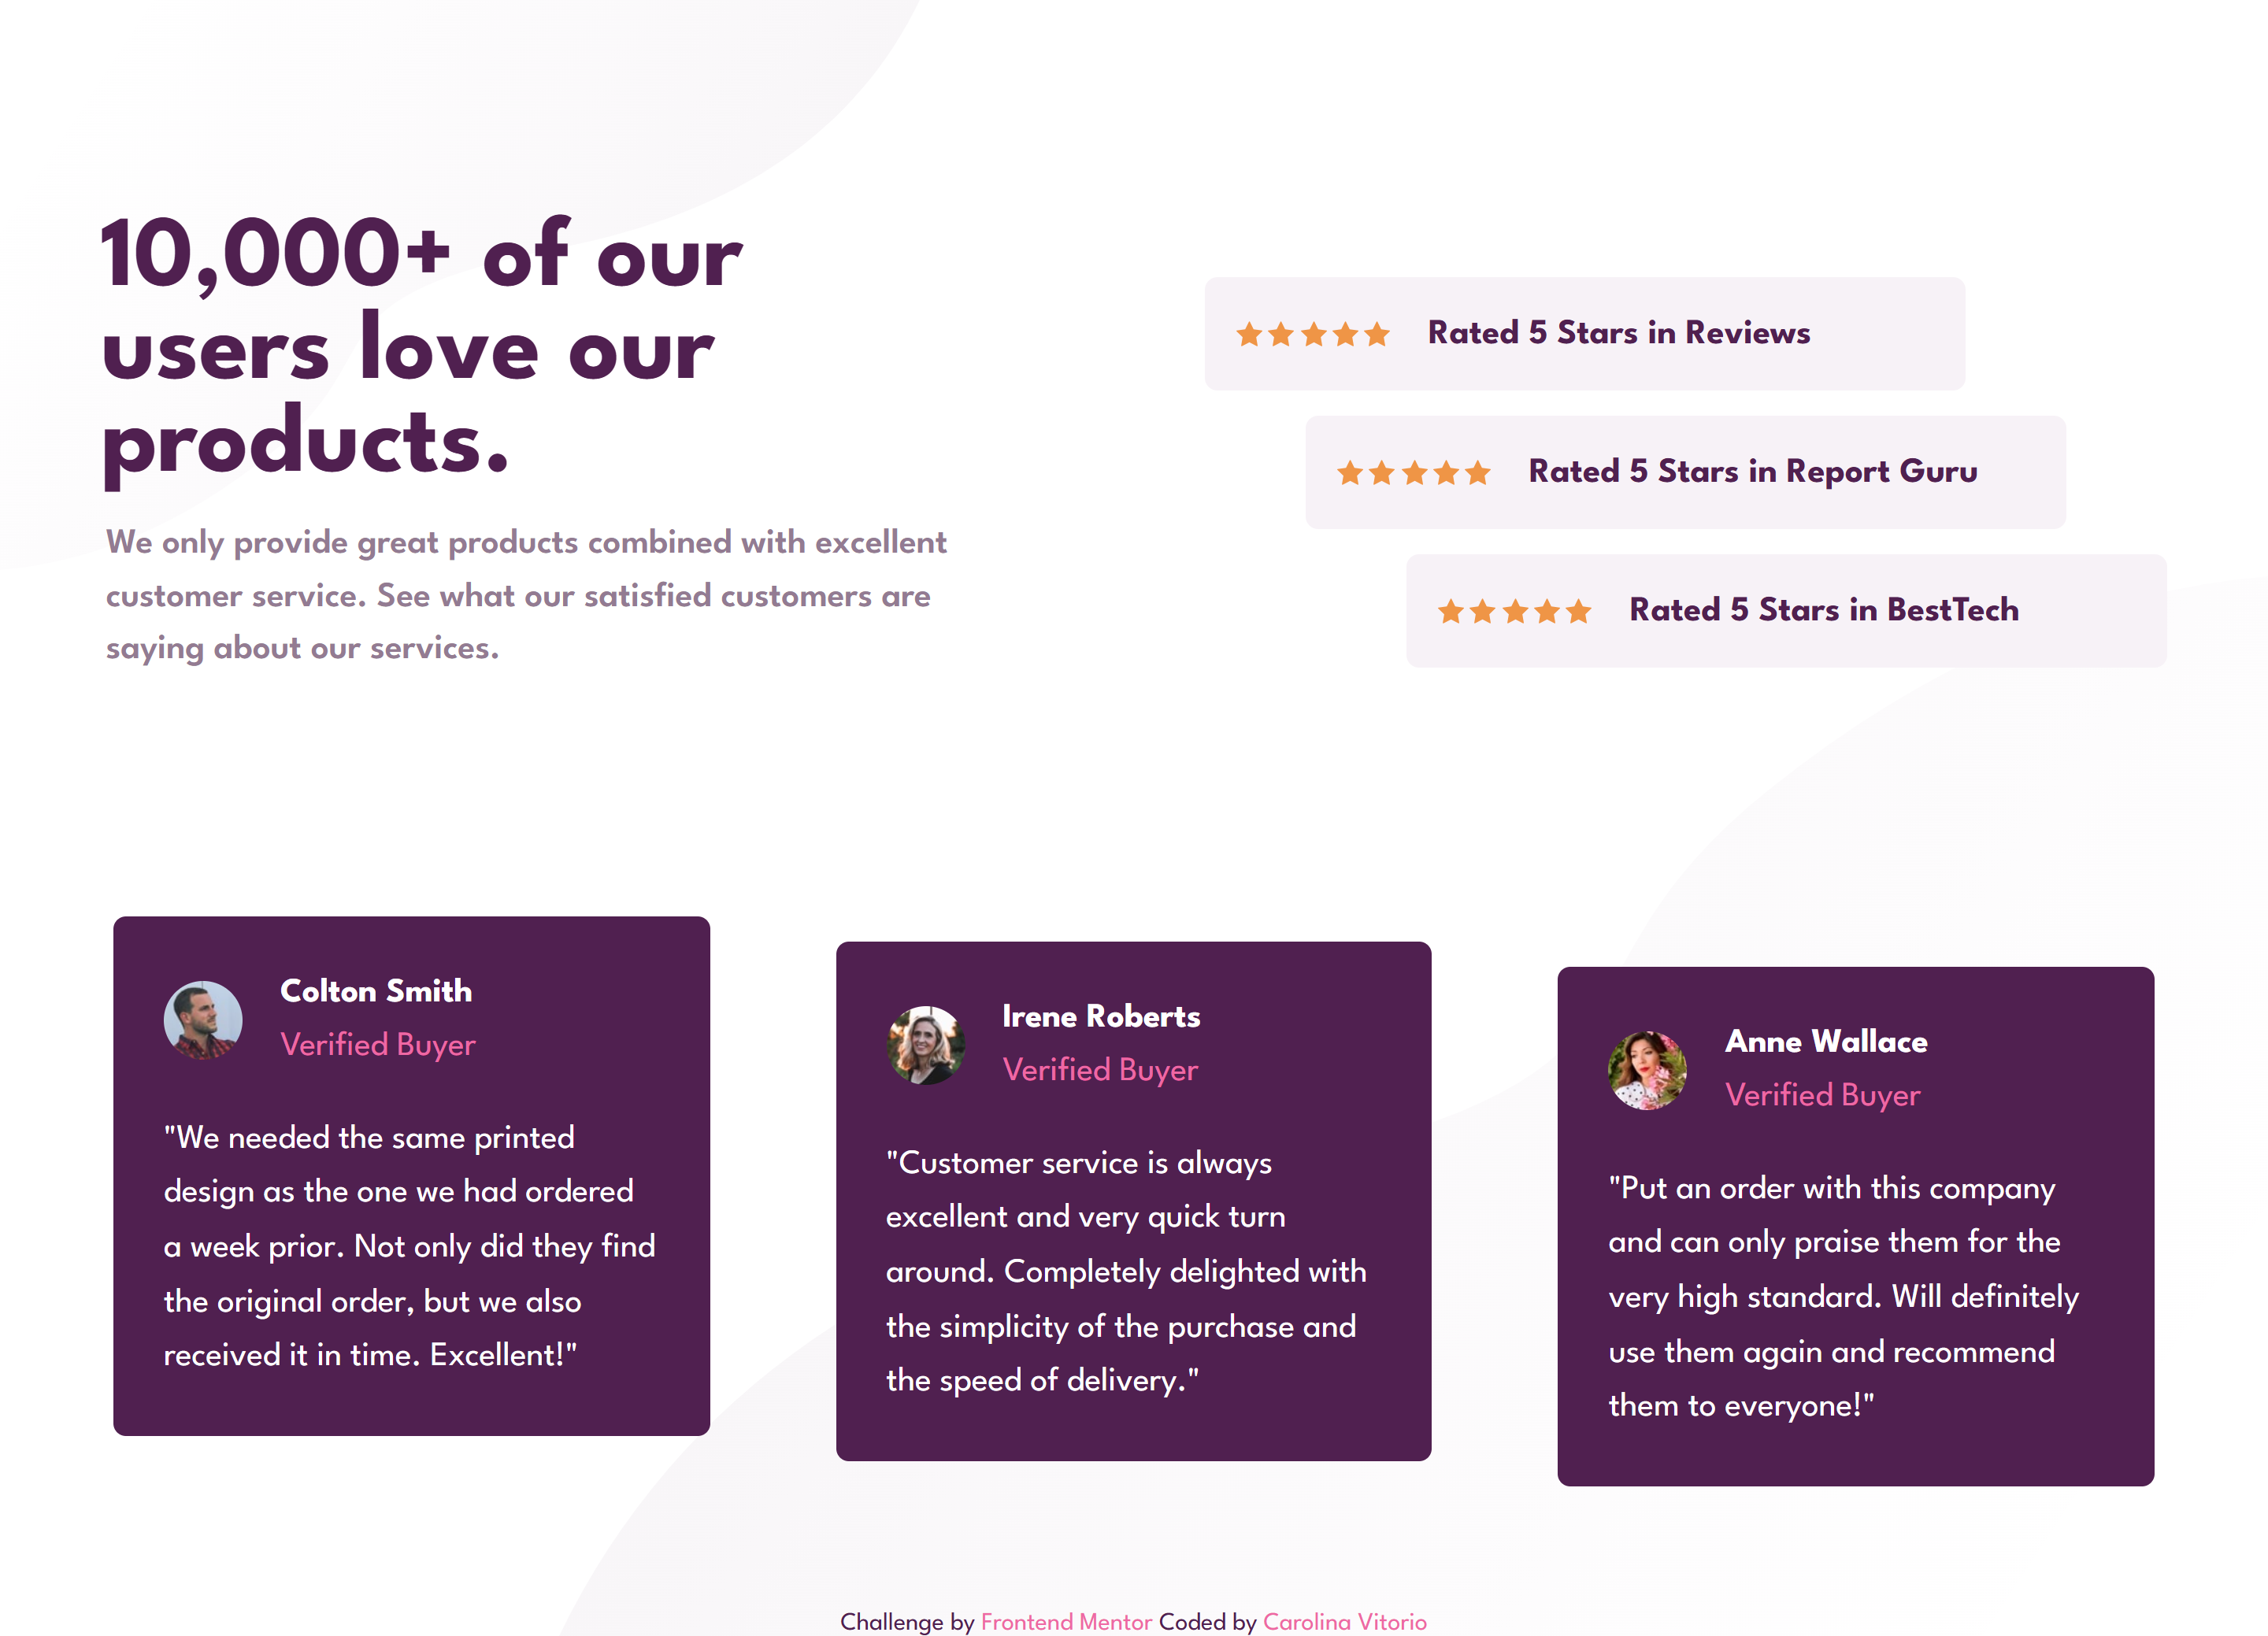 10,000+ of our
users love our
products.
We only provide great products combined with excellent
customer service. See what our satisfied customers are
saying about our services.
Rated 5 Stars in Reviews
Rated 5 Stars in Report Guru
Rated 5 Stars in BestTech
Colton Smith
Verified Buyer
"We needed the same printed
design as the one we had ordered
a week prior. Not only did they find
the original order, but we also
received it in time. Excellent!"
Irene Roberts
Verified Buyer
"Customer service is always
excellent and very quick turn
around. Completely delighted with
the simplicity of the purchase and
the speed of delivery."
Anne Wallace
Verified Buyer
"Put an order with this company
and can only praise them for the
very high standard. Will definitely
use them again and recommend
them to everyone!"
Challenge by Frontend Mentor Coded by Carolina Vitorio